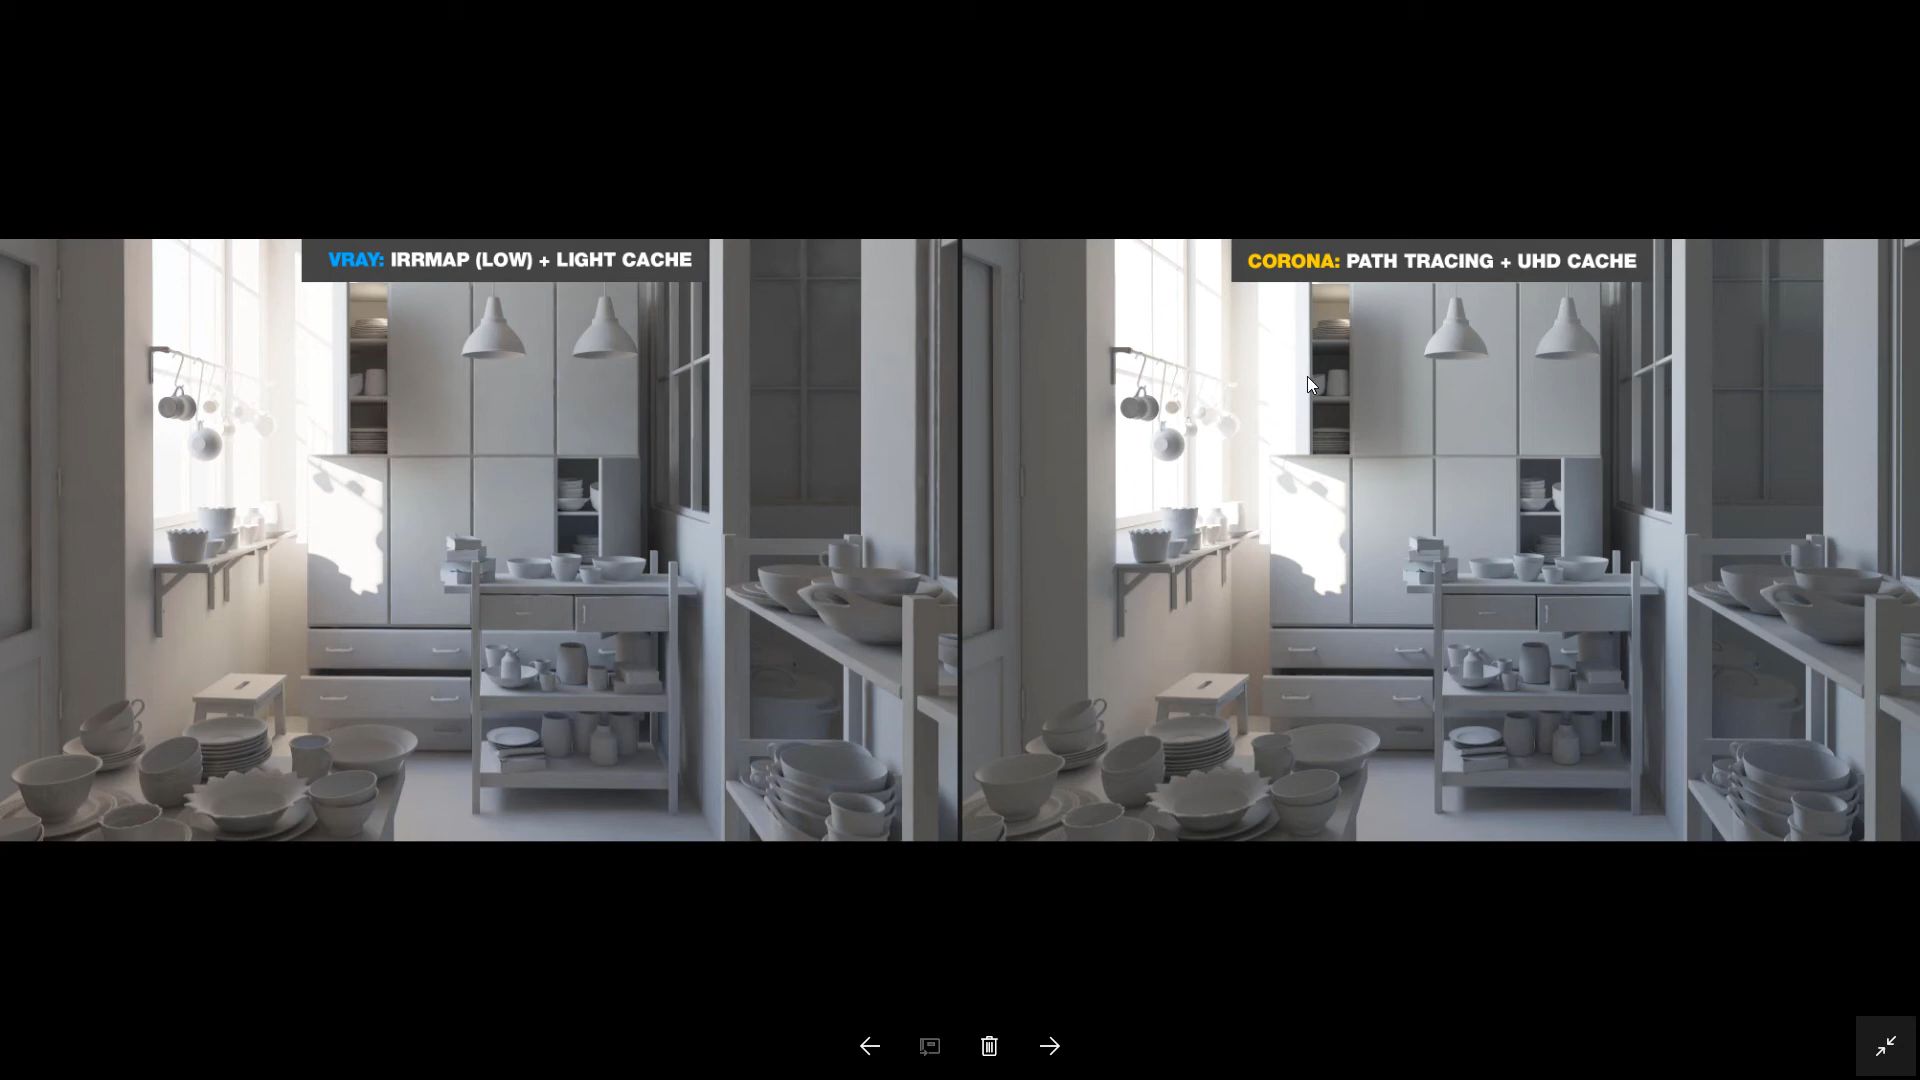 VRAY: IRRMAP (LOW) + LIGHT CACHE
CORONA: PATH TRACING + UHD CACHE